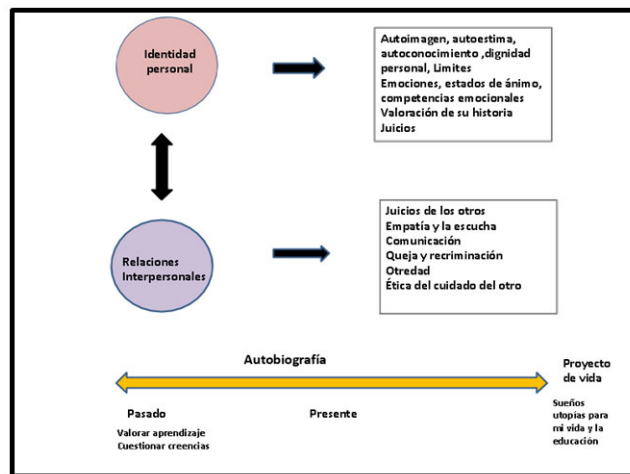 Identidad
personal
Autoimagen, autoestima,
autoconocimiento ,dignidad
personal, Limites
Emociones, estados de ánimo,
competencias emocionales
Valoración de su historia
Juicios
Relaciones
Interpersonales
Juicios de los otros
Empatía y la escucha
Comunicación
Queja y recriminación
Otredad
Ética del cuidado del otro
Autobiografía
Proyecto
de vida
Pasado
Valorar aprendizaje
Cuestionar creencias
Presente
Sueños
utopías para
mi vida y la
educación